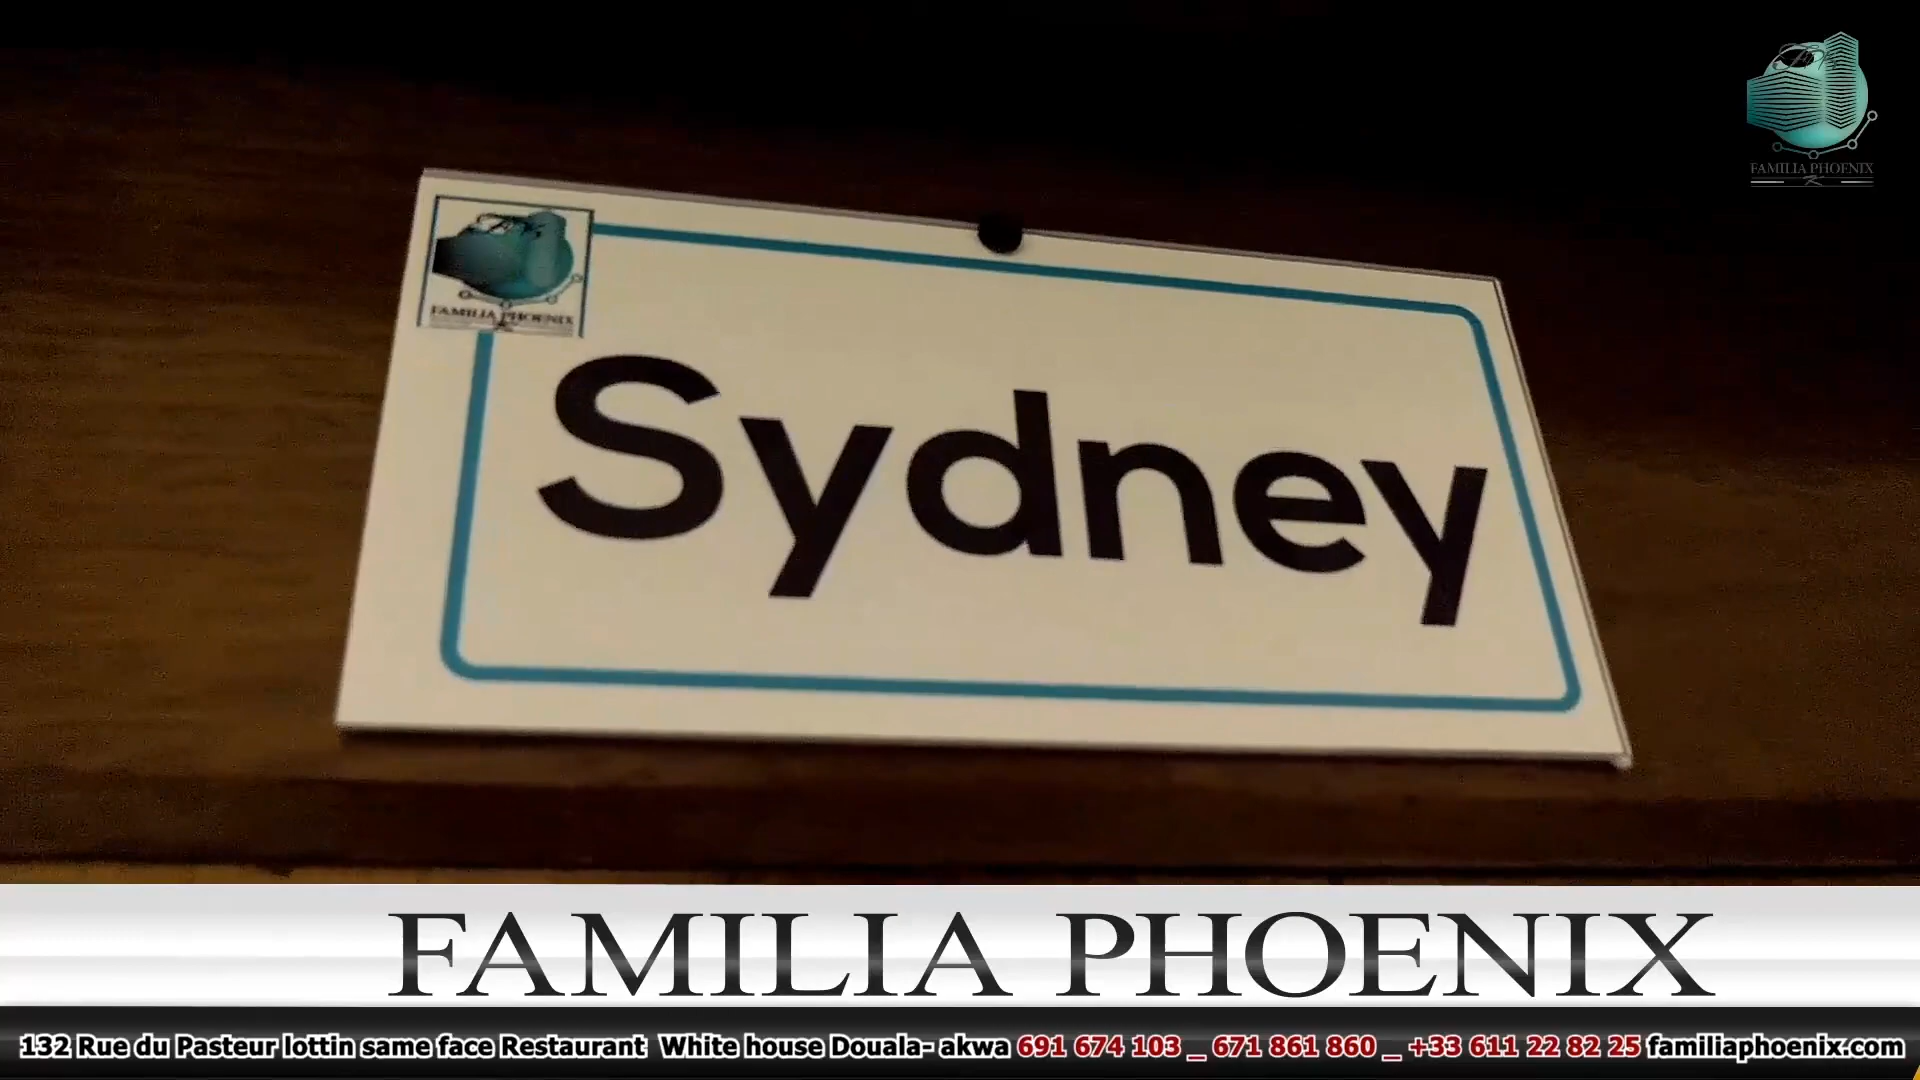 FAMILIA PHOENIX
FAMILIA PHOENIX
Sydney
FAMILIA PHOENIX
132 Rue du Pasteur lottin same face Restaurant White house Douala- akwa 691 674 103 _ 671 861 860 _ +33 611 22 82 25 familiaphoenix.com